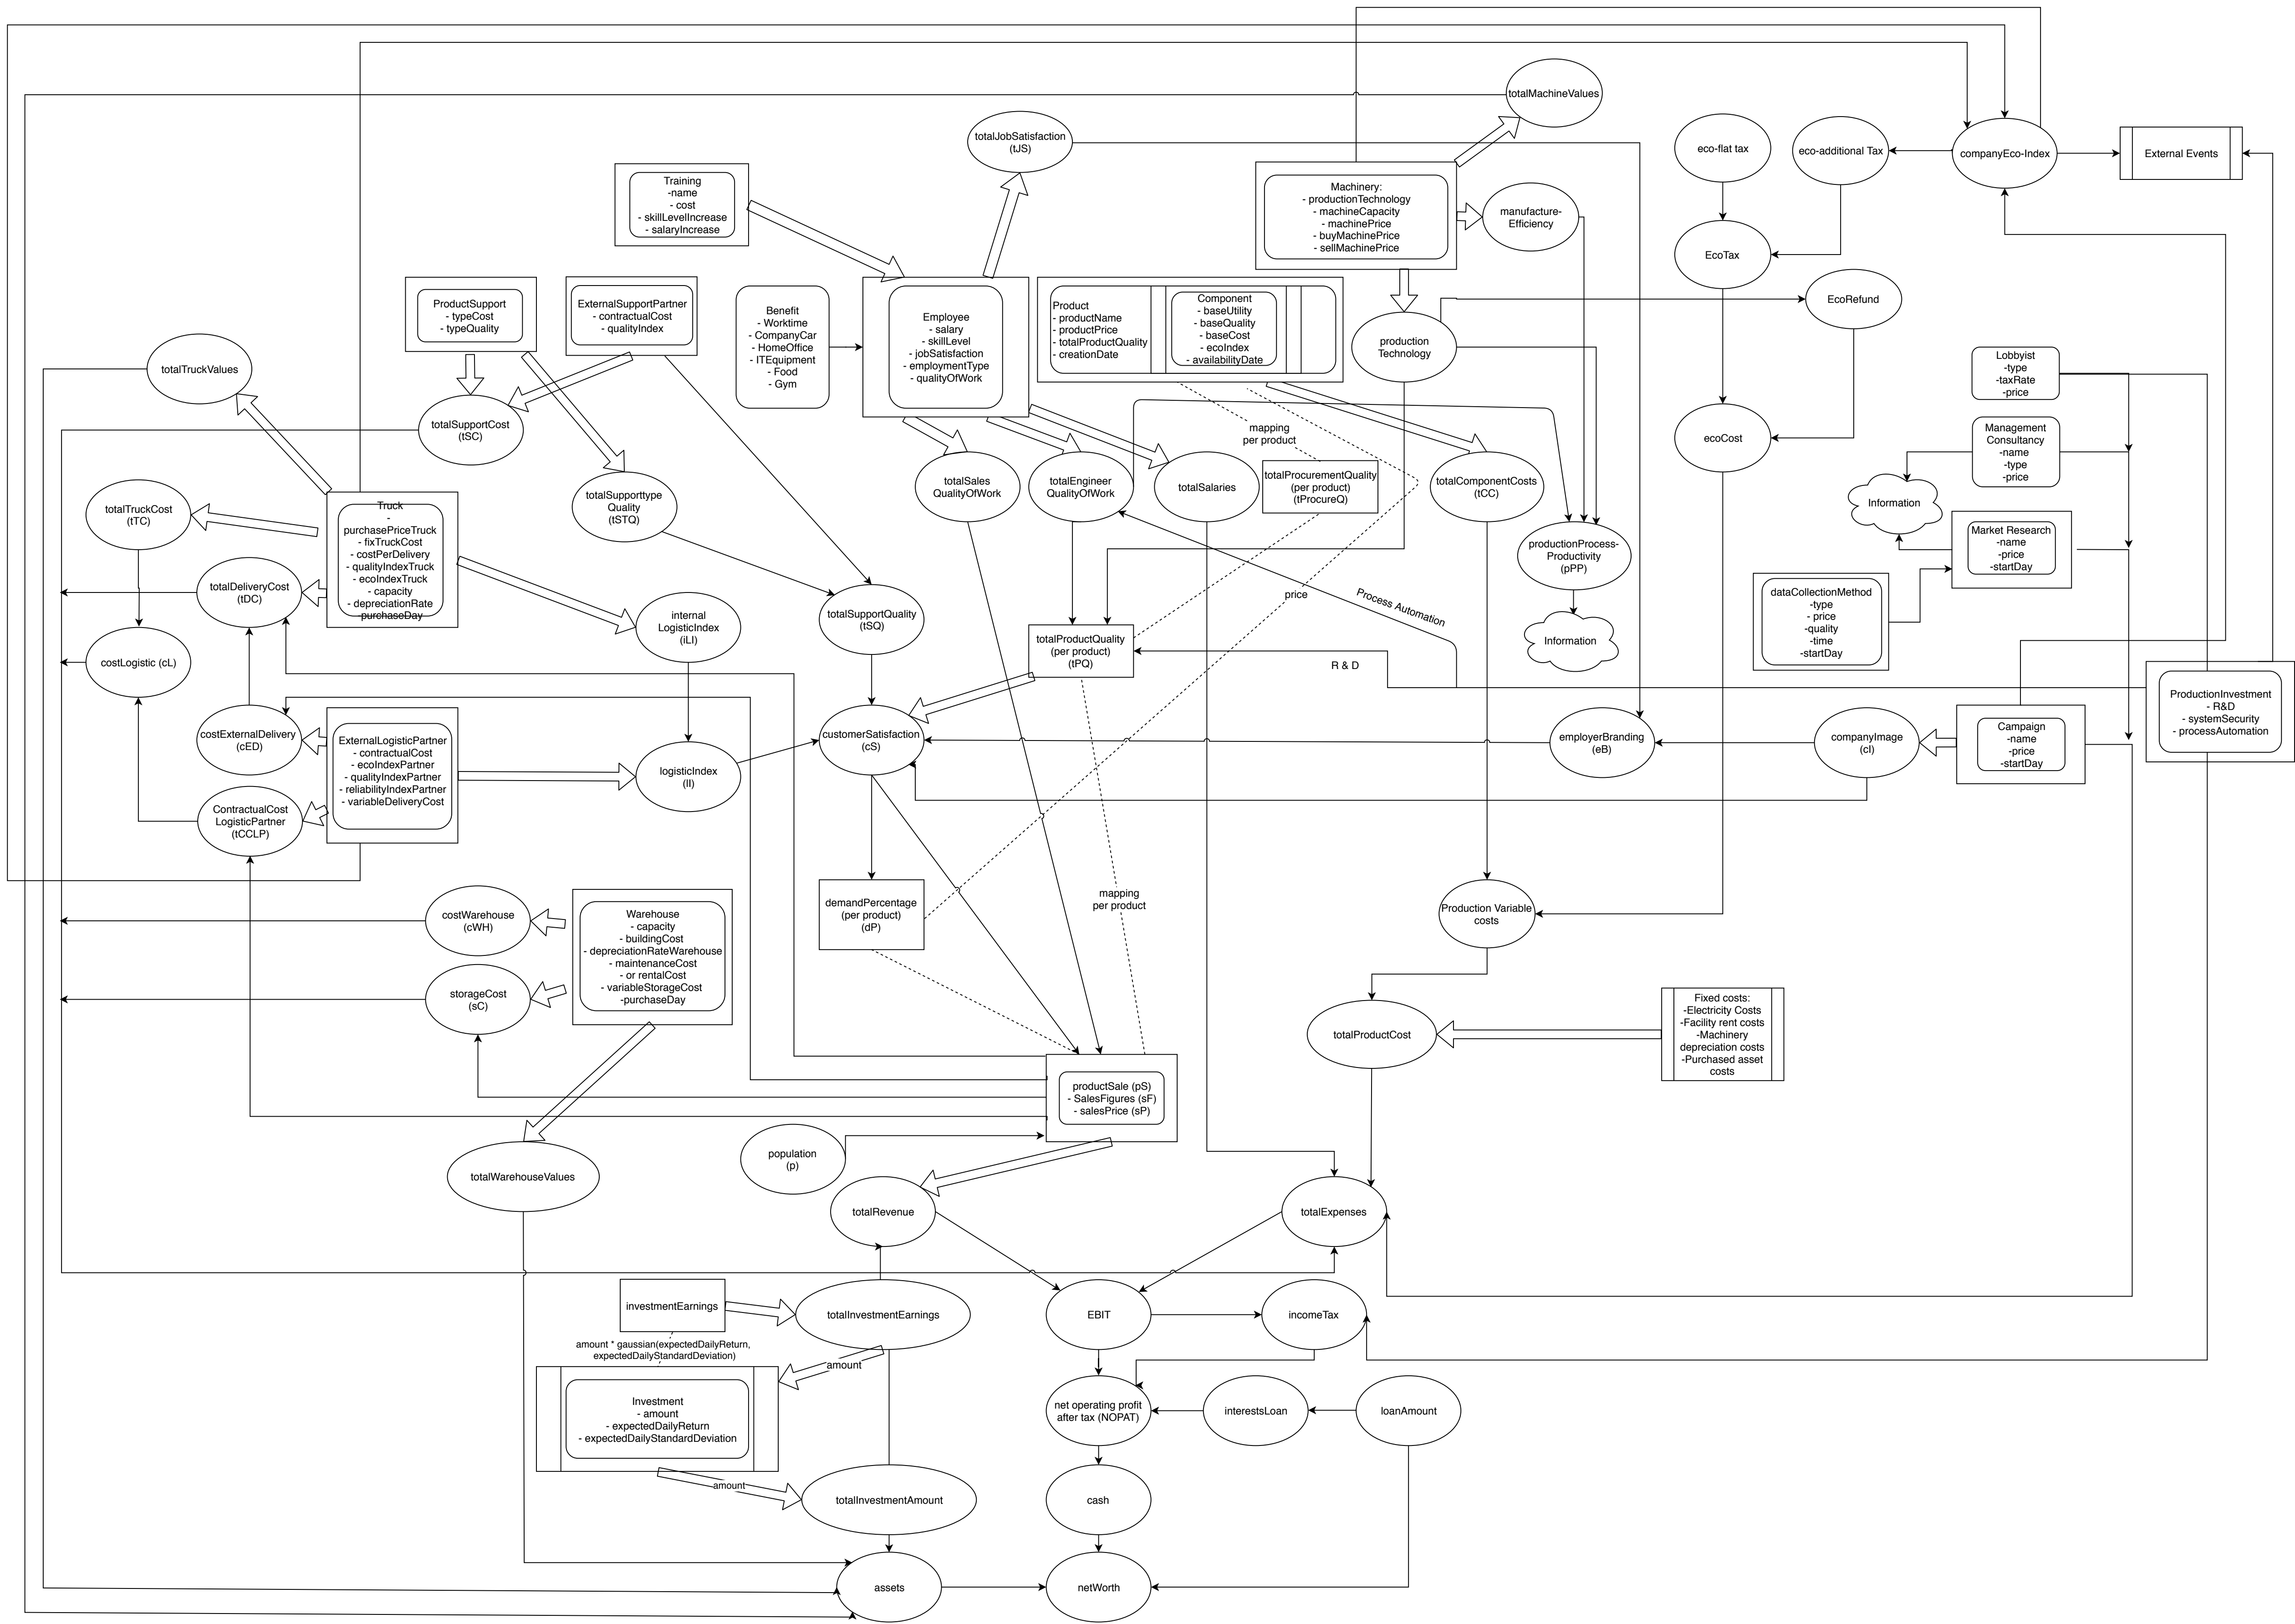 totalMachineValues
totalJobSatisfaction
(tJS)
eco-flat tax
eco-additional Tax
companyEco-Index
External Events
Training
-name
- cost
- skillLevelIncrease
- salaryIncrease
Machinery:
- productionTechnology
- machineCapacity
- machinePrice
- buyMachinePrice
- sellMachinePrice
manufacture-
Efficiency
EcoTax
EcoRefund
ProductSupport
- typeCost
- typeQuality
ExternalSupportPartner
- contractualCost
- qualityIndex
Benefit
- Worktime
- CompanyCar
- HomeOffice
- ITEquipment
- Food
- Gym
Employee
- salary
- skillLevel
- jobSatisfaction
- employmentType
- qualityOfWork
Product
- productName
- productPrice
- totalProductQuality
- creationDate
Component
- baseUtility
- baseQuality
- baseCost
- ecoIndex
- availabilityDate
production
Technology
totalTruckValues
Lobbyist
-type
-taxRate
-price
totalSupportCost
(tSC)
mapping
per product
ecoCost
Management
Consultancy
-name
-type
-price
totalSupporttype
Quality
(tSTQ)
totalSales
QualityOfWork
totalEngineer
QualityOfWork
totalSalaries
totalProcurementQuality
(per product)
(tProcureQ)
totalComponentCosts
(tCC)
Information
totalTruckCost
(tTC)
Truck
-
purchasePriceTruck
- fixTruckCost
- costPerDelivery
- qualityIndexTruck
- ecoIndexTruck
- capacity
- depreciationRate
-purchaseDay
productionProcess-
Productivity
(pPP)
Market Research
-name
-price
-startDay
totalDeliveryCost
(tDC)
internal
LogisticIndex
(iLI)
totalSupportQuality
(tSQ)
price
Process Automation
dataCollectionMethod
-type
- price
-quality
-time
-startDay
Information
costLogistic (cL)
totalProductQuality
(per product)
(tPQ)
R & D
ProductionInvestment
- R&D
- systemSecurity
- processAutomation
costExternalDelivery
(cED)
ExternalLogisticPartner
- contractualCost
- ecoIndexPartner
- qualityIndexPartner
- reliabilityIndexPartner
- variableDeliveryCost
logisticIndex
(lI)
customerSatisfaction
(cS)
employerBranding
(eB)
companyImage
(cI)
Campaign
-name
-price
-startDay
ContractualCost
LogisticPartner
(tCCLP)
costWarehouse
(cWH)
Warehouse
- capacity
- buildingCost
- depreciationRateWarehouse
- maintenanceCost
- or rentalCost
- variableStorageCost
-purchaseDay
demandPercentage
(per product)
(dP)
mapping
per product
Production Variable
costs
storageCost
(sC)
totalProductCost
Fixed costs:
-Electricity Costs
-Facility rent costs
-Machinery
depreciation costs
-Purchased asset
costs
productSale (pS)
- SalesFigures (sF)
- salesPrice (sP)
population
(p)
totalWarehouseValues
totalRevenue
totalExpenses
investmentEarnings
totalInvestmentEarnings
EBIT
incomeTax
amount * gaussian(expectedDailyReturn,
expectedDailyStandardDeviation)
amount
Investment
- amount
- expectedDailyReturn
- expectedDailyStandardDeviation
net operating profit
after tax (NOPAT)
interestsLoan
loanAmount
amount
totalInvestmentAmount
cash
assets
netWorth